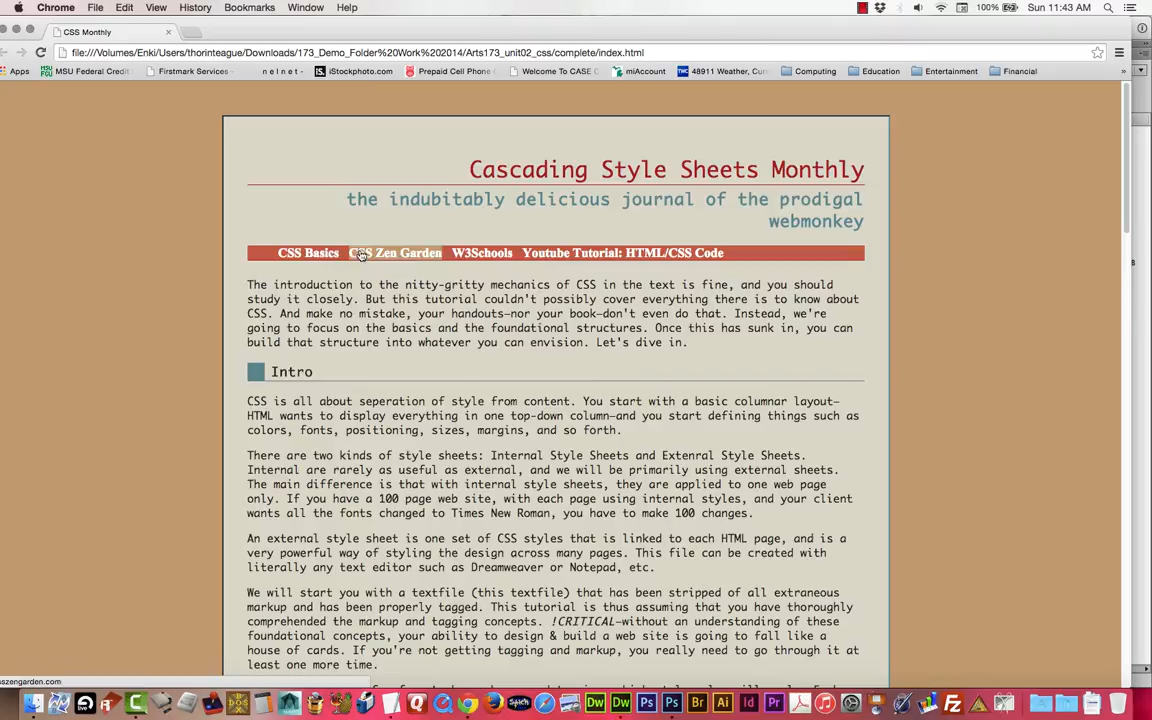 Chrome File Edit View History Bookmarks Window Help 100% Sun 11:43 AM
CSS Monthly
file:///Volumes/Enki/Users/thorinteague/Downloads/173_Demo_Folder%20Work%202014/Arts173_unit02_css/complete/index.html
Apps MSU Federal Credit Firstmark Services n e l n e t iStockphoto.com Prepaid Cell Phone Welcome To CASE 48911 Weather, Cur miAccount Computing Education Entertainment Financial
Cascading Style Sheets Monthly
the indubitably delicious journal of the prodigal
webmonkey
CSS Basics CSS Zen Garden W3Schools Youtube Tutorial: HTML/CSS Code
The introduction to the nitty-gritty mechanics of CSS in the text is fine, and you should
study it closely. But this tutorial couldn't possibly cover everything there is to know about
CSS. And make no mistake, your handouts—nor your book—don't even do that. Instead, we're
going to focus on the basics and the foundational structures. Once this has sunk in, you can
build that structure into whatever you can envision. Let's dive in.
Intro
CSS is all about seperation of style from content. You start with a basic columnar layout—
HTML wants to display everything in one top-down column—and you start defining things such as
colors, fonts, positioning, sizes, margins, and so forth.
There are two kinds of style sheets: Internal Style Sheets and Extenral Style Sheets.
Internal are rarely as useful as external, and we will be primarily using external sheets.
The main difference is that with internal style sheets, they are applied to one web page
only. If you have a 100 page web site, with each page using internal styles, and your client
wants all the fonts changed to Times New Roman, you have to make 100 changes.
An external style sheet is one set of CSS styles that is linked to each HTML page, and is a
very powerful way of styling the design across many pages. This file can be created with
literally any text editor such as Dreamweaver or Notepad, etc.
We will start you with a textfile (this textfile) that has been stripped of all extraneous
markup and has been properly tagged. This tutorial is thus assuming that you have thoroughly
comprehended the markup and tagging concepts. !CRITICAL—without an understanding of these
foundational concepts, your ability to design & build a web site is going to fall like a
house of cards. If you're not getting tagging and markup, you really need to go through it at
least one more time.
sszengarden.com